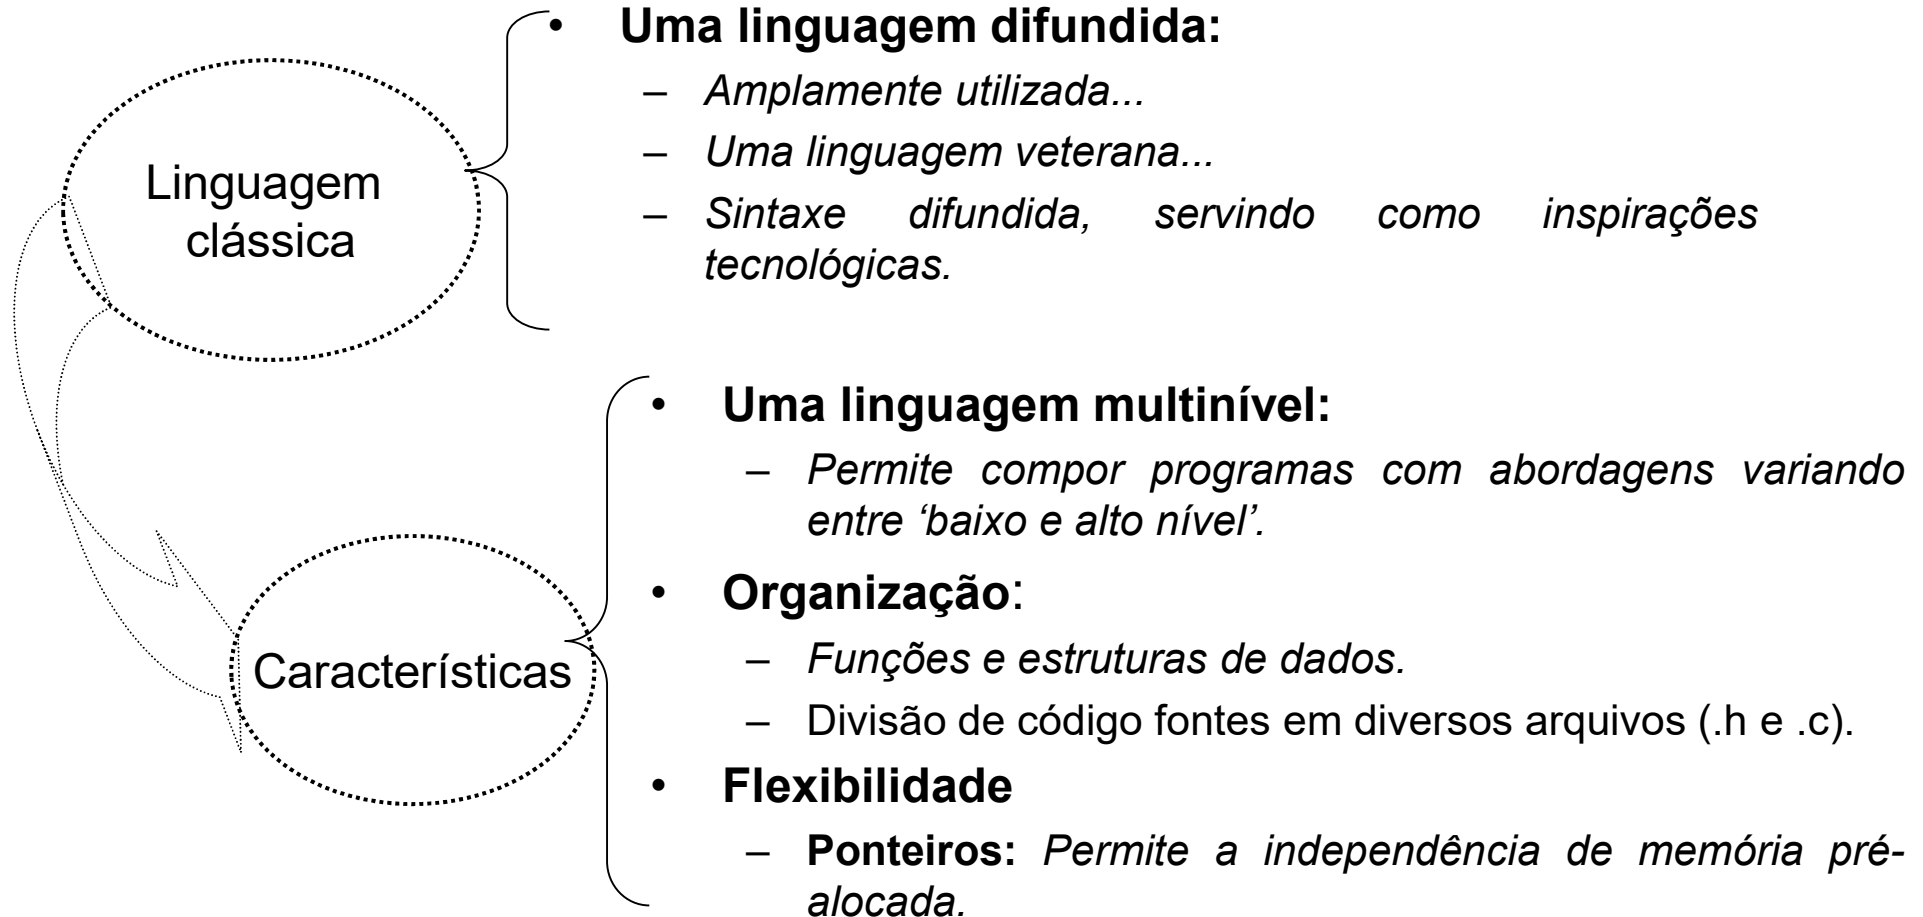 Linguagem
clássica
• Uma linguagem difundida:
– Amplamente utilizada...
– Uma linguagem veterana...
– Sintaxe difundida, servindo como inspirações
tecnológicas.
Características
• Uma linguagem multinível:
– Permite compor programas com abordagens variando
entre ‘baixo e alto nível’.
• Organização:
– Funções e estruturas de dados.
– Divisão de código fontes em diversos arquivos (.h e .c).
• Flexibilidade
– Ponteiros: Permite a independência de memória pré-
alocada.